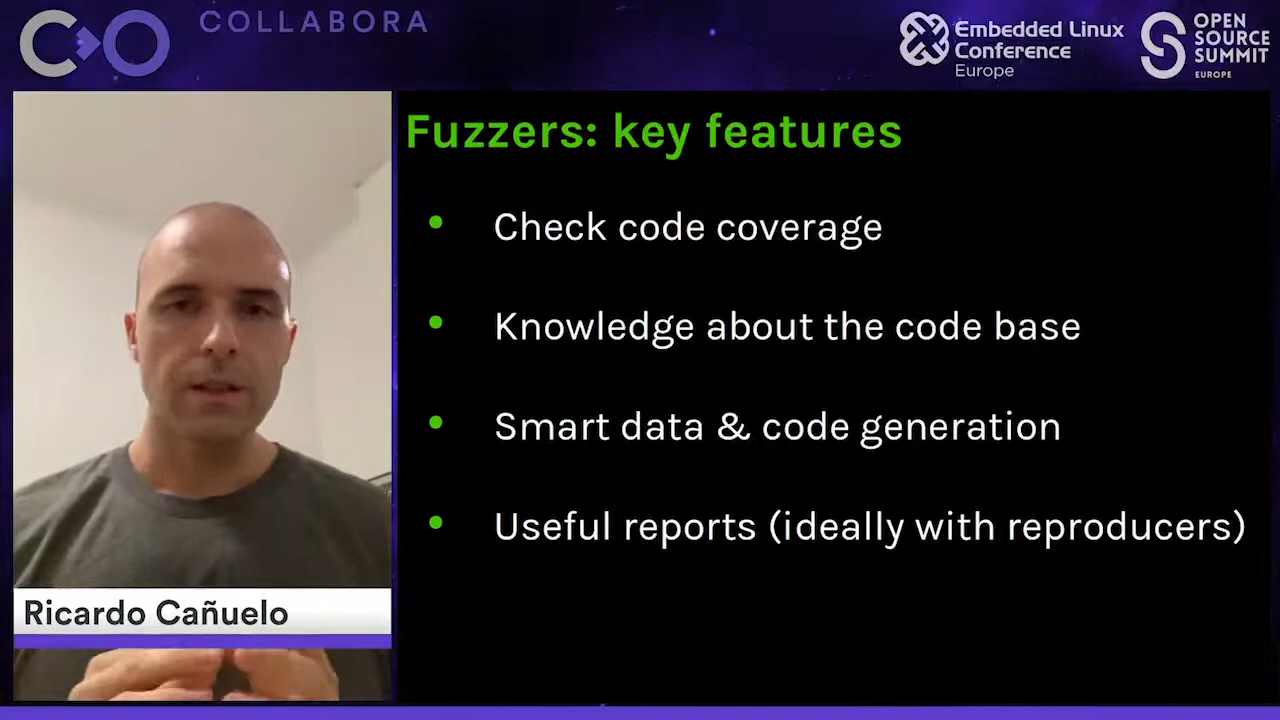 COLLABORA
Embedded Linux
Conference
Europe
OPEN
SOURCE
SUMMIT
EUROPE
Fuzzers: key features
• Check code coverage
• Knowledge about the code base
• Smart data & code generation
• Useful reports (ideally with reproducers)
Ricardo Cañuelo